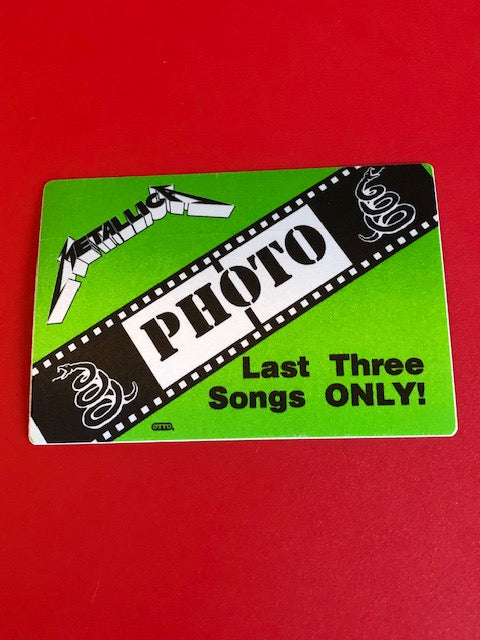 METALLICA
PHOTO
Last Three
Songs ONLY!
OTTO